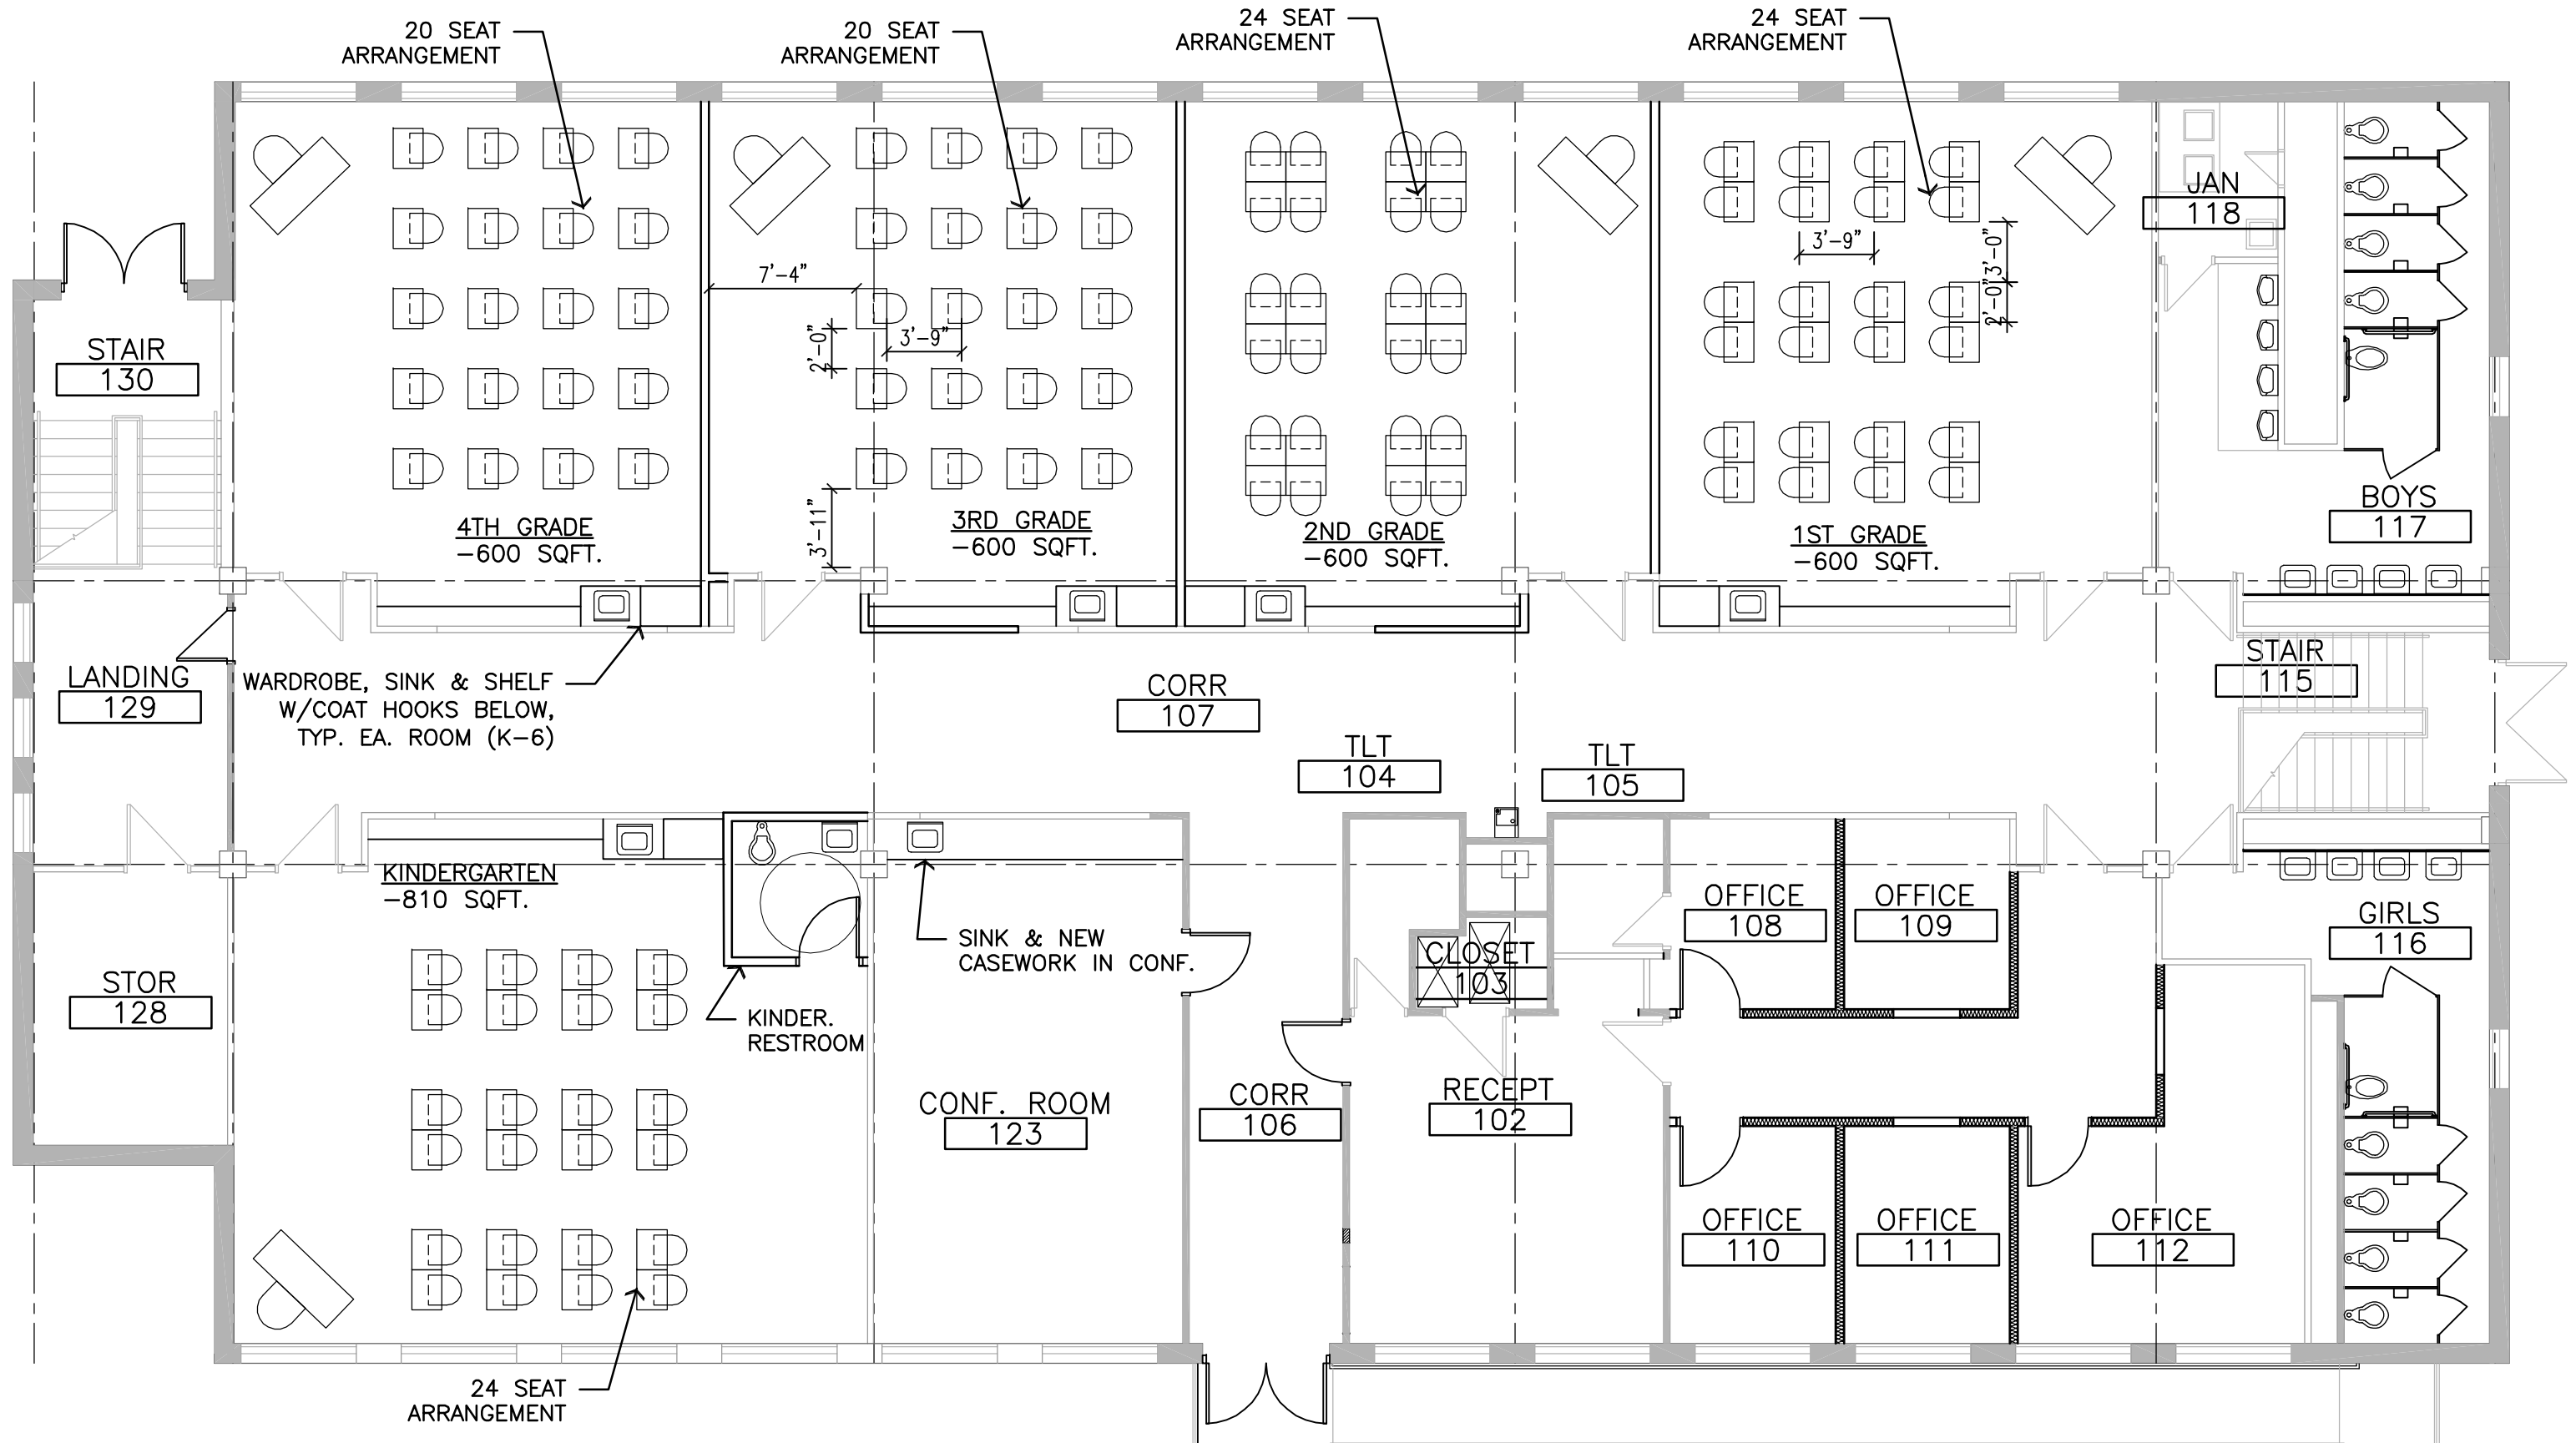 20 SEAT
ARRANGEMENT
20 SEAT
ARRANGEMENT
24 SEAT
ARRANGEMENT
24 SEAT
ARRANGEMENT
JAN
118
3'-9"
3'-0"
2'-0"
7'-4"
3'-9"
2'-0"
3'-11"
STAIR
130
4TH GRADE
-600 SQFT.
3RD GRADE
-600 SQFT.
2ND GRADE
-600 SQFT.
1ST GRADE
-600 SQFT.
BOYS
117
LANDING
129
WARDROBE, SINK & SHELF
W/COAT HOOKS BELOW,
TYP. EA. ROOM (K-6)
CORR
107
STAIR
115
TLT
104
TLT
105
KINDERGARTEN
-810 SQFT.
SINK & NEW
CASEWORK IN CONF.
CLOSET
103
OFFICE
108
OFFICE
109
GIRLS
116
STOR
128
KINDER.
RESTROOM
CONF. ROOM
123
CORR
106
RECEPT
102
OFFICE
110
OFFICE
111
OFFICE
112
24 SEAT
ARRANGEMENT